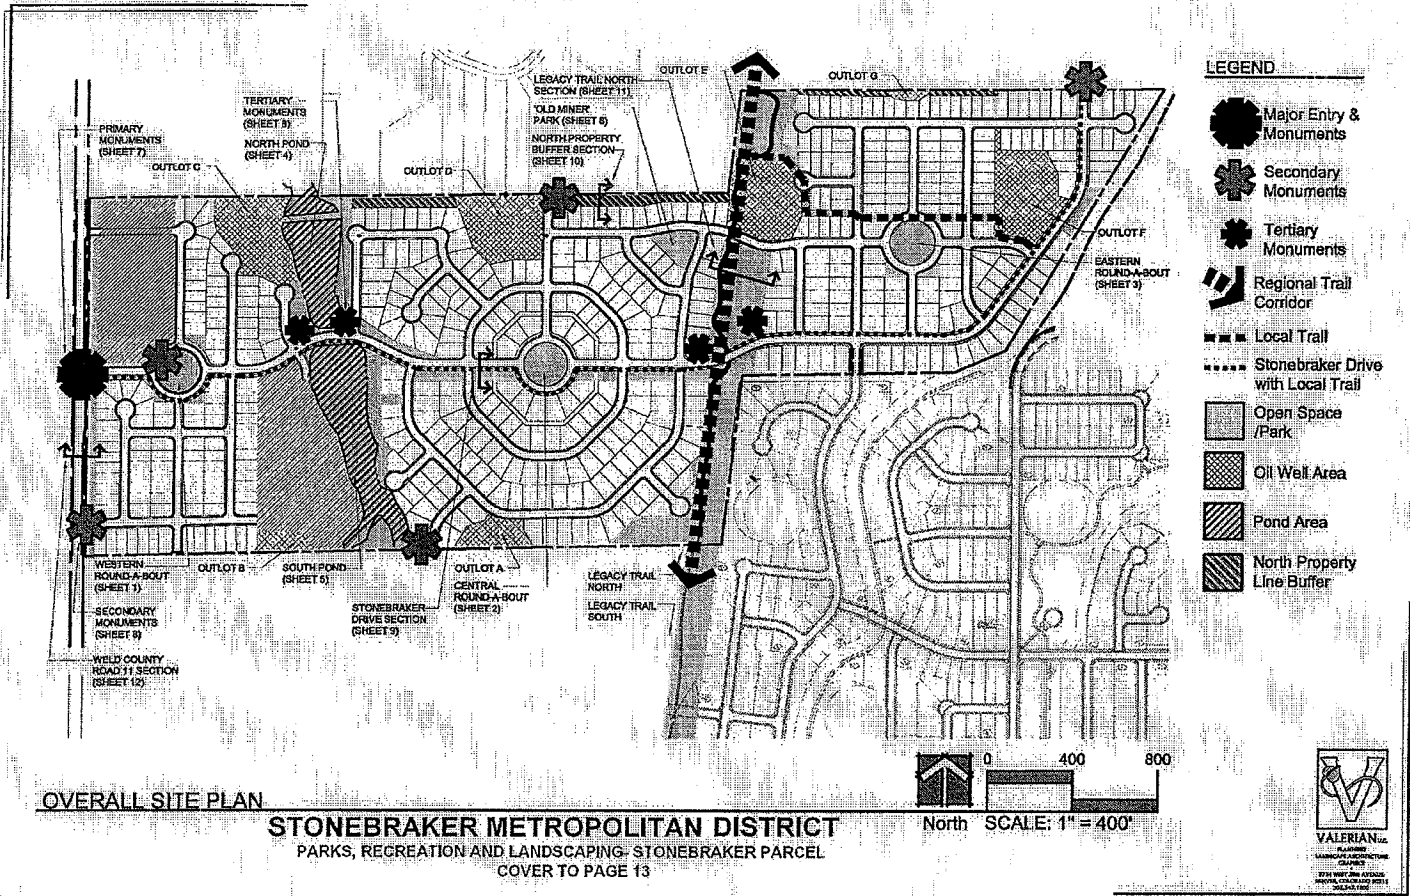 OUTLOT E
OUTLOT G
LEGACY TRAIL NORTH
SECTION (SHEET 11)
'OLD MINER'
PARK (SHEET 6)
NORTH PROPERTY
BUFFER SECTION
(SHEET 10)
TERTIARY
MONUMENTS
(SHEET 8)
NORTH POND
(SHEET 4)
PRIMARY
MONUMENTS
(SHEET 7)
OUTLOT C
OUTLOT D
OUTLOT F
EASTERN
ROUND-A-BOUT
(SHEET 3)
WESTERN
ROUND-A-BOUT
(SHEET 1)
OUTLOT B
SOUTH POND
(SHEET 5)
OUTLOT A
CENTRAL
ROUND-A-BOUT
(SHEET 2)
LEGACY TRAIL
NORTH
LEGACY TRAIL
SOUTH
STONEBRAKER
DRIVE SECTION
(SHEET 9)
SECONDARY
MONUMENTS
(SHEET 8)
WELD COUNTY
ROAD 11 SECTION
(SHEET 12)
LEGEND
Major Entry &
Monuments
Secondary
Monuments
Tertiary
Monuments
Regional Trail
Corridor
Local Trail
Stonebraker Drive
with Local Trail
Open Space
/Park
Oil Well Area
Pond Area
North Property
Line Buffer
0 400 800
North SCALE: 1" = 400'
OVERALL SITE PLAN
STONEBRAKER METROPOLITAN DISTRICT
PARKS, RECREATION AND LANDSCAPING- STONEBRAKER PARCEL
COVER TO PAGE 13
VALERIAN
PLANNING
LANDSCAPE ARCHITECTURE
GRAPHICS